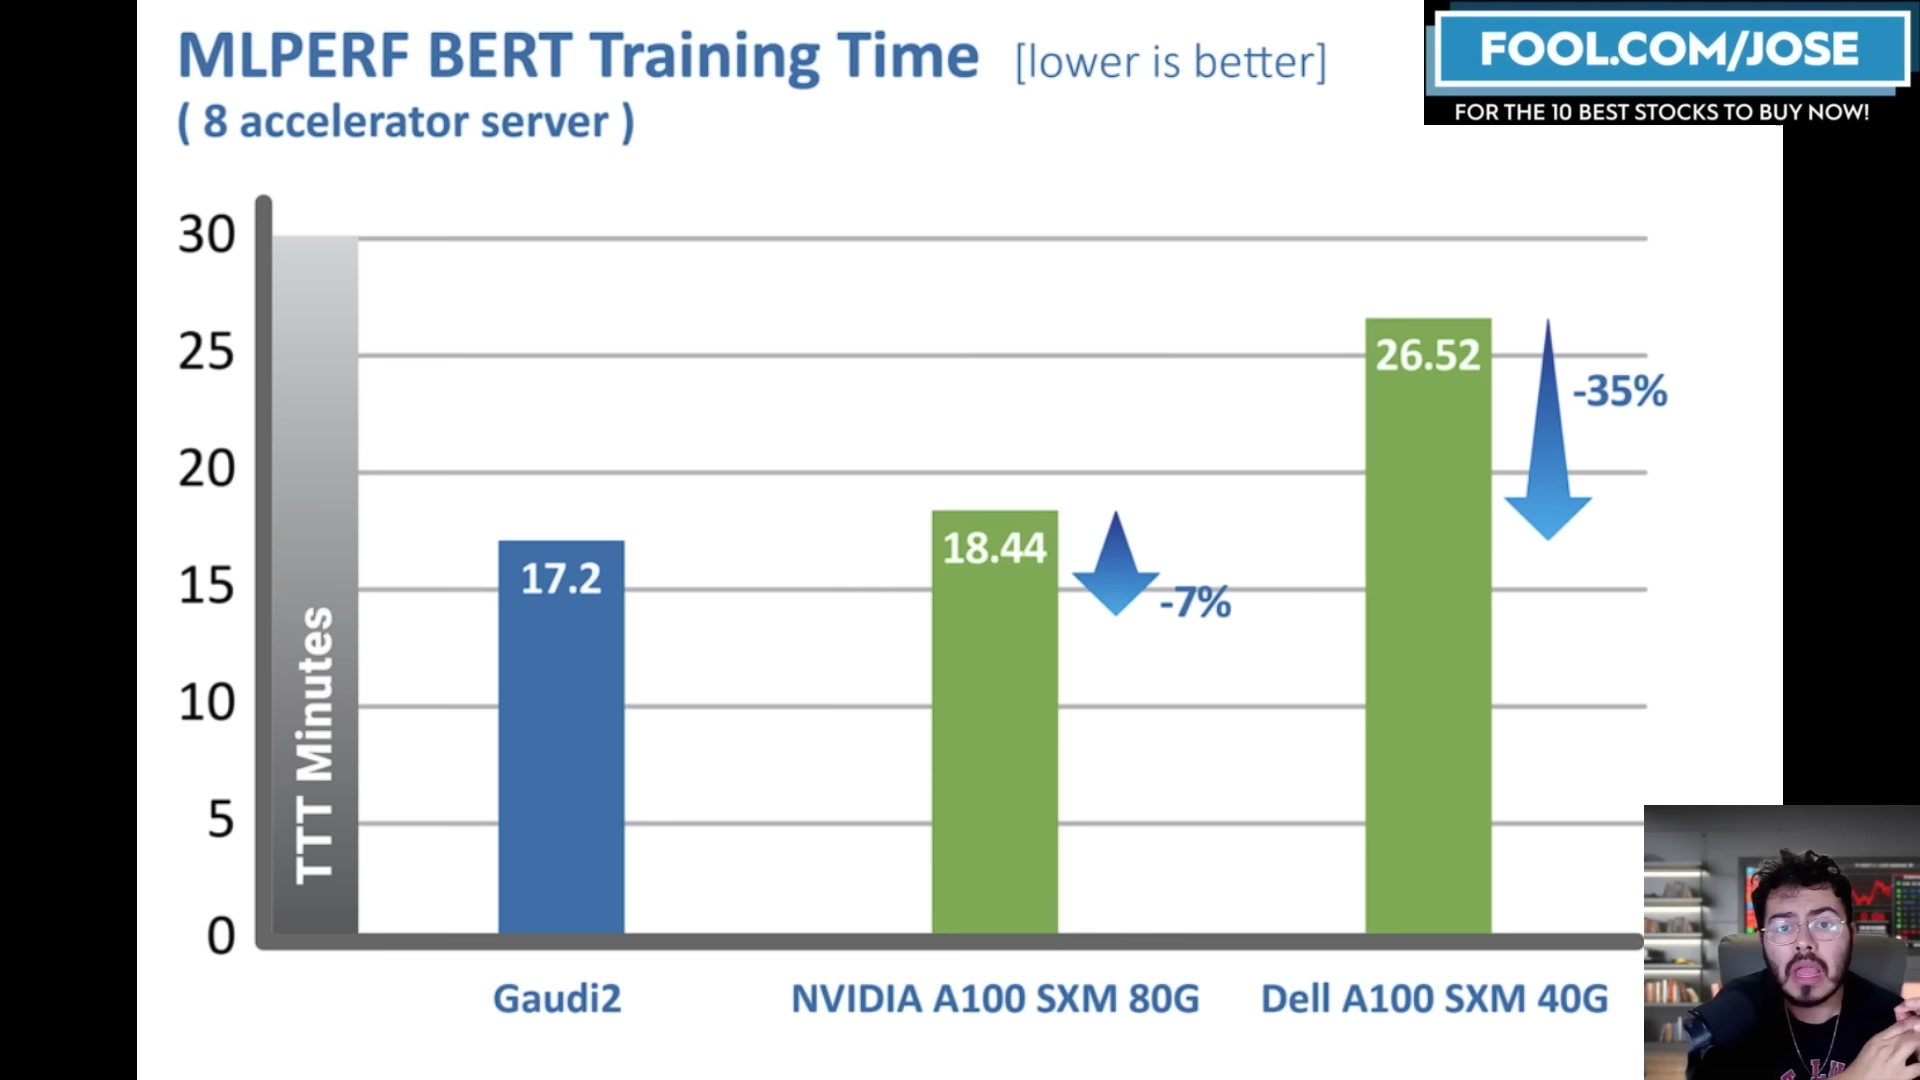 MLPERF BERT Training Time [lower is better]
( 8 accelerator server )
FOOL.COM/JOSE
FOR THE 10 BEST STOCKS TO BUY NOW!
30
25
20
15
10
5
0
TTT Minutes
17.2
18.44
-7%
26.52
-35%
Gaudi2
NVIDIA A100 SXM 80G
Dell A100 SXM 40G